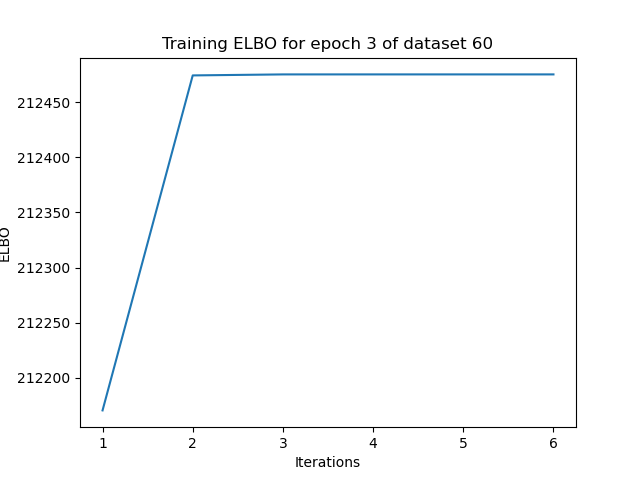 Training ELBO for epoch 3 of dataset 60
212450
212400
212350
212300
212250
212200
ELBO
1 2 3 4 5 6
Iterations